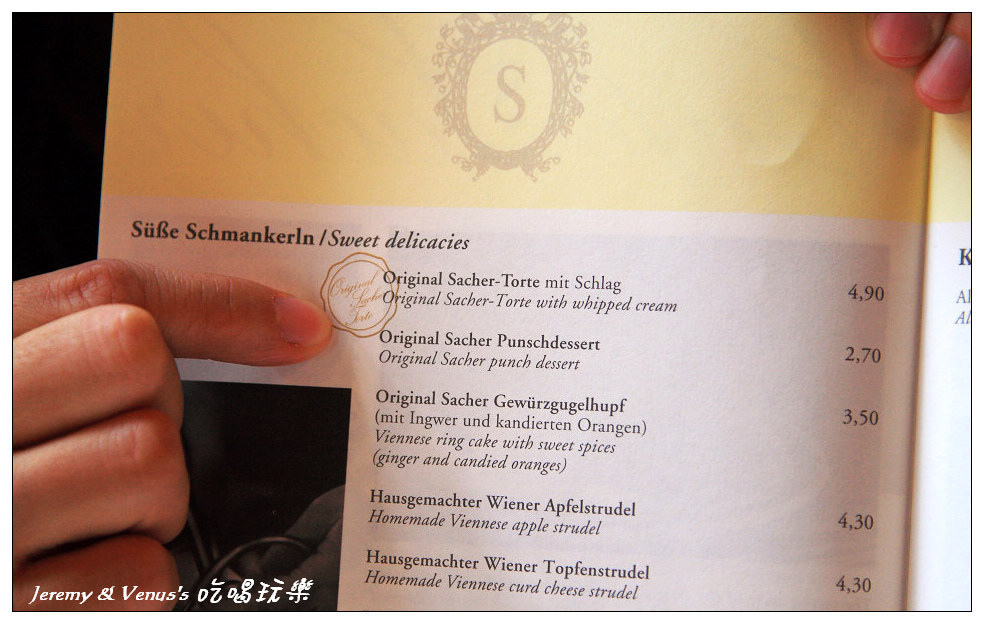 S
Süße Schmankerln / Sweet delicacies
Original Sacher Torte
Original Sacher-Torte mit Schlag 4,90
Original Sacher-Torte with whipped cream
Original Sacher Punschdessert 2,70
Original Sacher punch dessert
Original Sacher Gewürzgugelhupf
(mit Ingwer und kandierten Orangen) 3,50
Viennese ring cake with sweet spices
(ginger and candied oranges)
Hausgemachter Wiener Apfelstrudel 4,30
Homemade Viennese apple strudel
Hausgemachter Wiener Topfenstrudel 4,30
Homemade Viennese curd cheese strudel
Jeremy & Venus's 吃喝玩樂